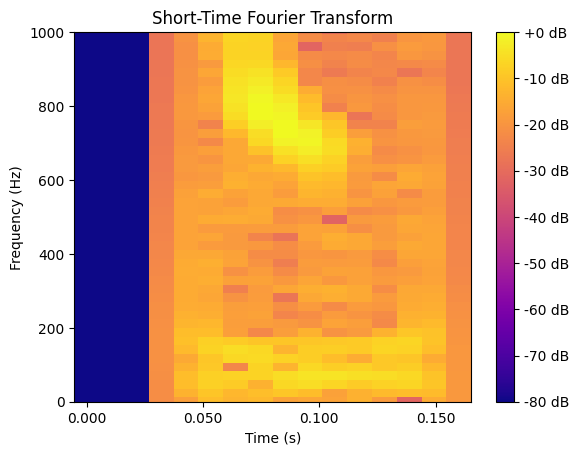 Short-Time Fourier Transform
1000
800
600
400
200
0
Frequency (Hz)
0.000
0.050
0.100
0.150
Time (s)
+0 dB
-10 dB
-20 dB
-30 dB
-40 dB
-50 dB
-60 dB
-70 dB
-80 dB